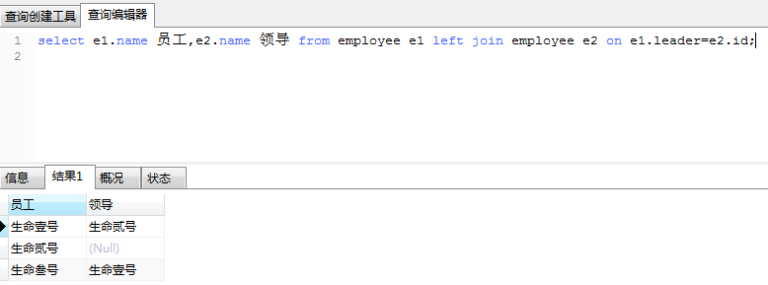 查询创建工具 查询编辑器
1 select e1.name 员工,e2.name 领导 from employee e1 left join employee e2 on e1.leader=e2.id;
2
信息 结果1 概况 状态
员工 领导
生命壹号 生命贰号
生命贰号 (Null)
生命叁号 生命壹号